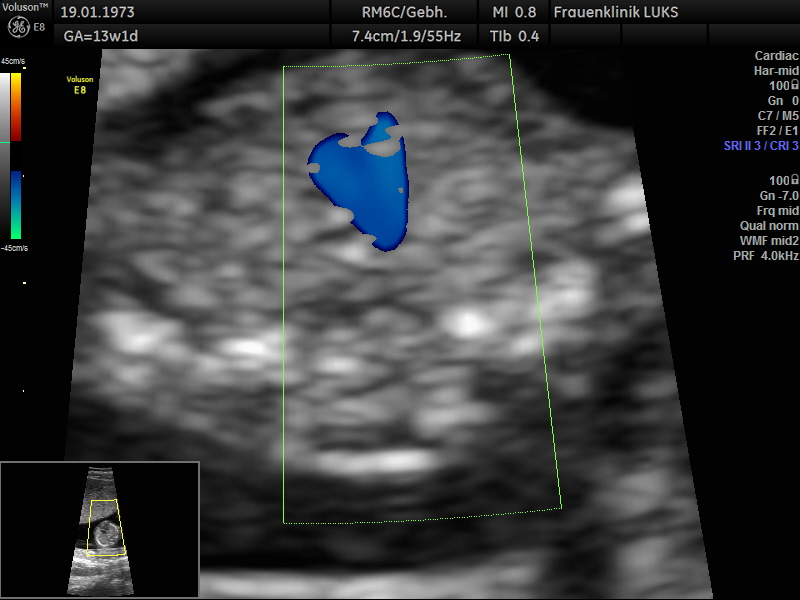 Voluson™
GE E8
19.01.1973
RM6C/Gebh.
MI 0.8
Frauenklinik LUKS
GA=13w1d
7.4cm/1.9/55Hz
TIb 0.4
45cm/s
-45cm/s
Voluson
E8
Cardiac
Har-mid
100
Gn 0
C7 / M5
FF2 / E1
SRI II 3 / CRI 3
100
Gn -7.0
Frq mid
Qual norm
WMF mid2
PRF 4.0kHz